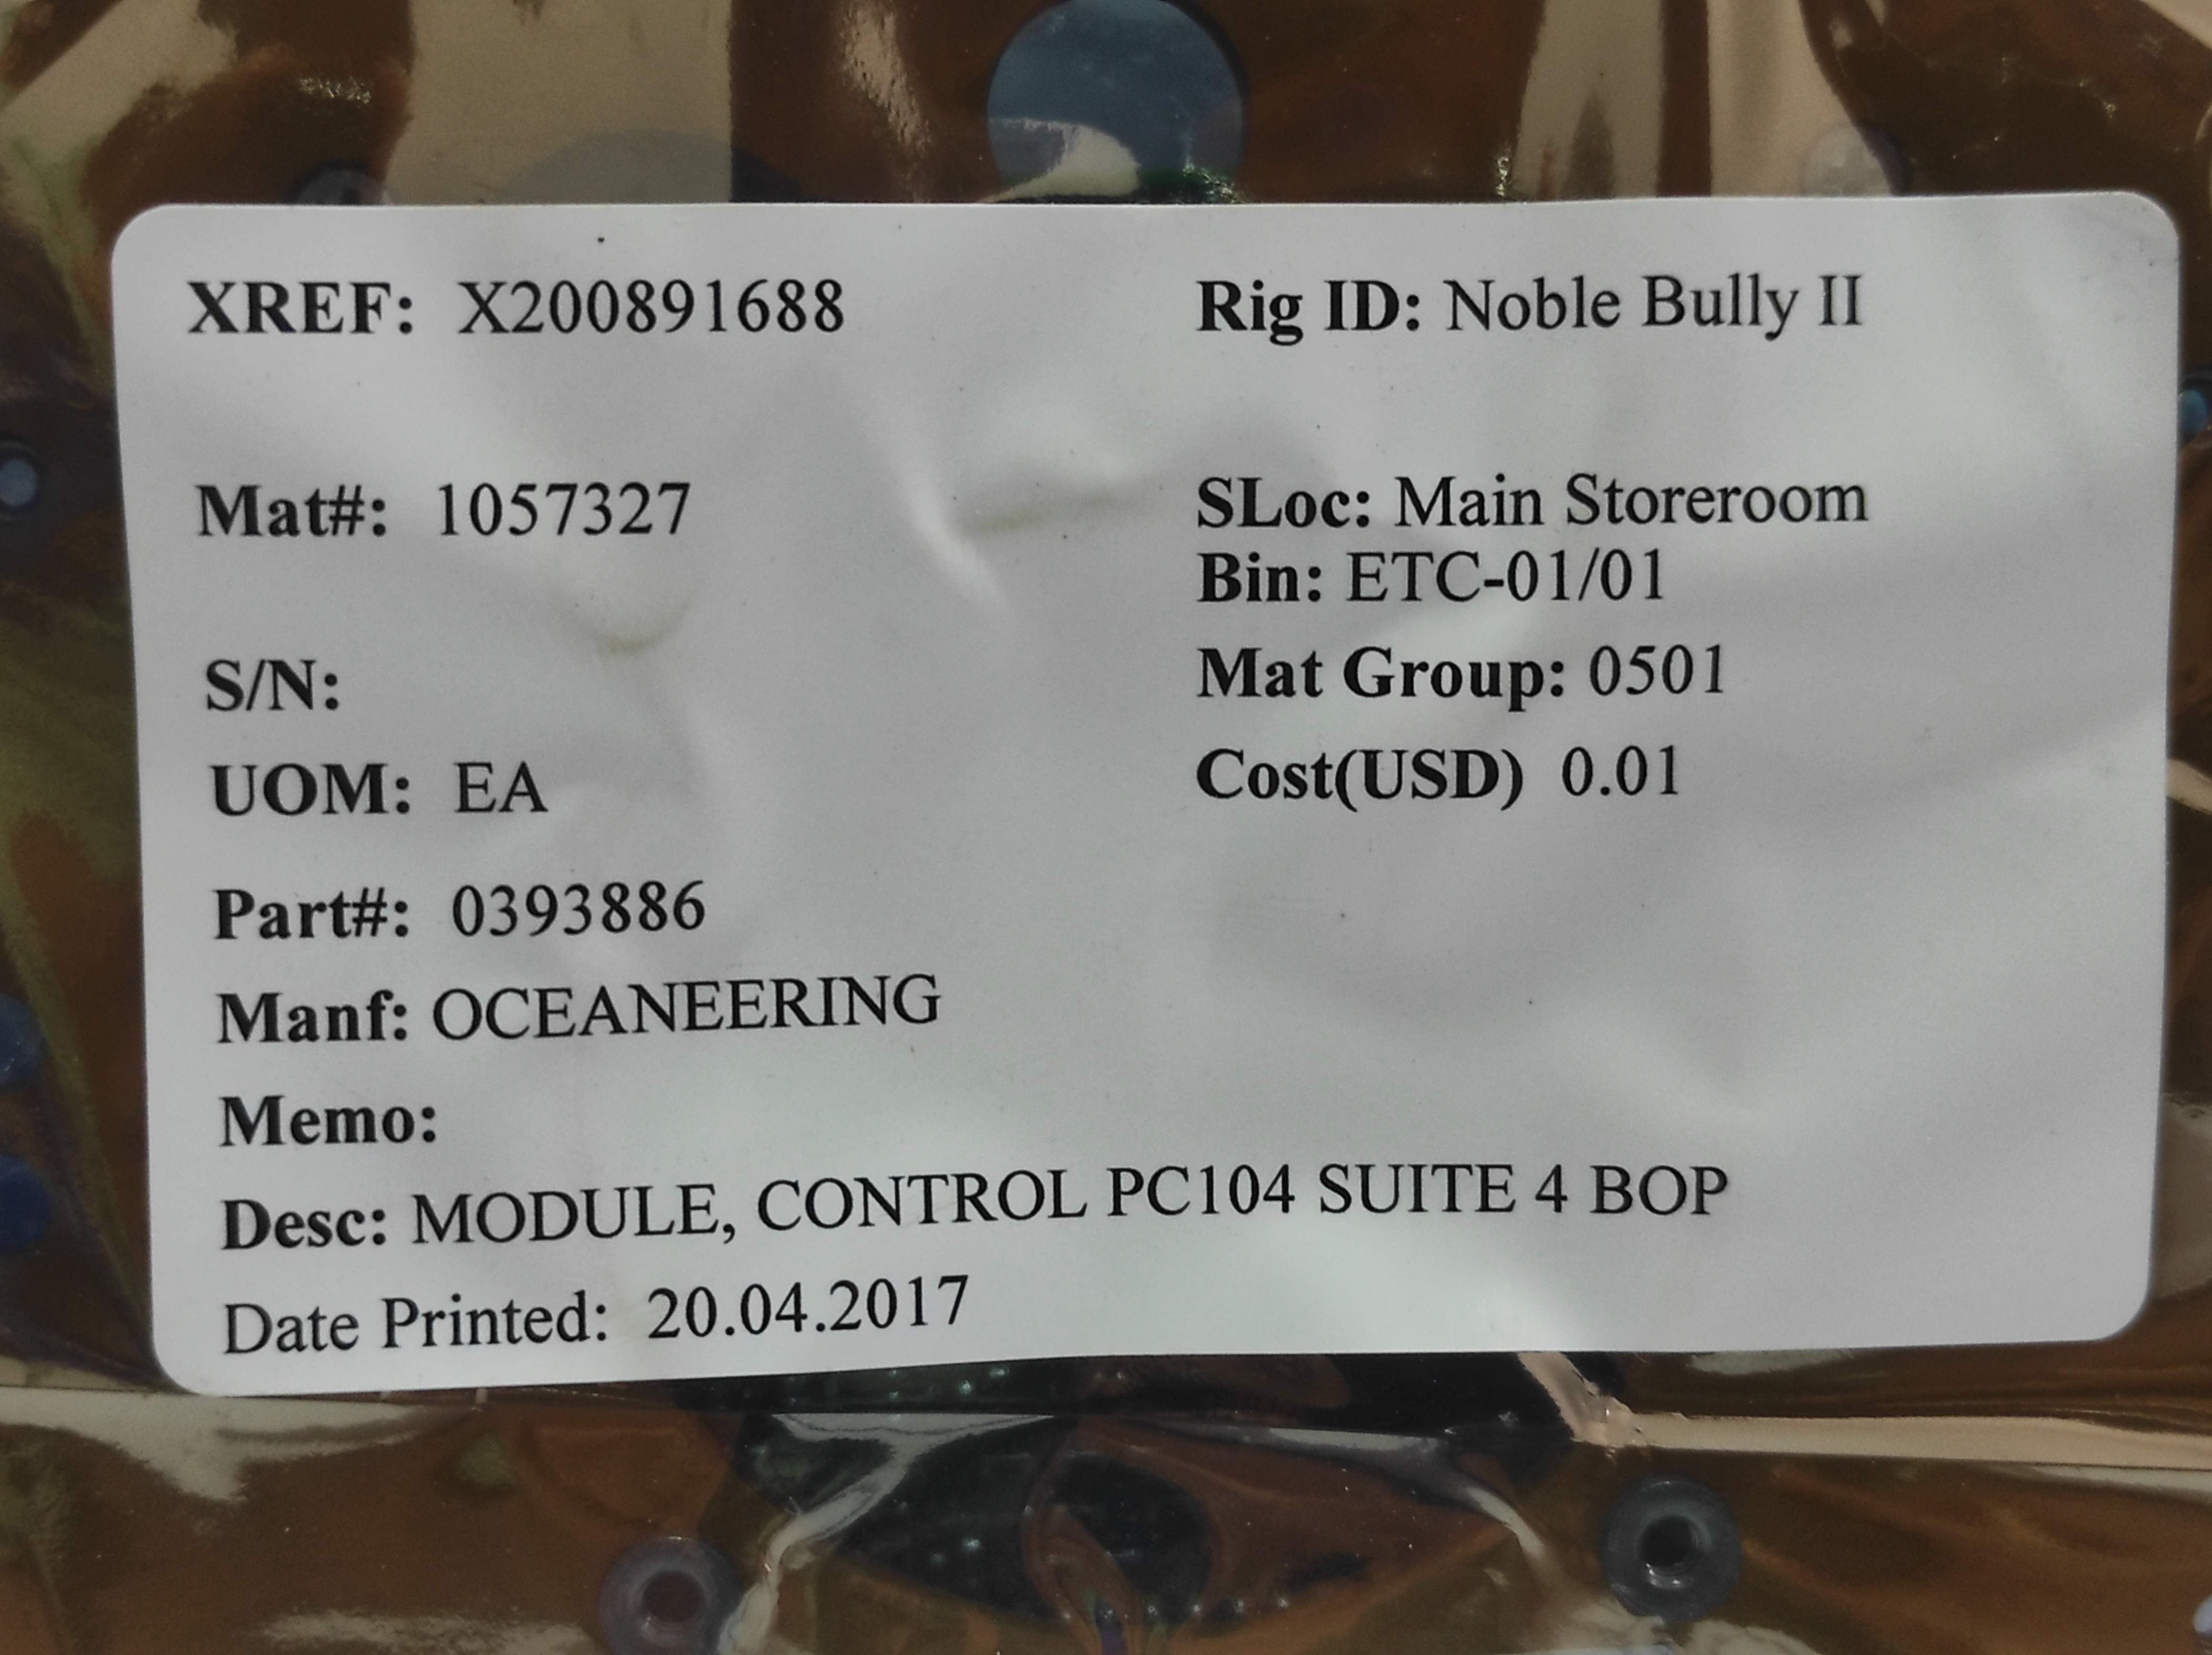 XREF: X200891688 Rig ID: Noble Bully II
Mat#: 1057327 SLoc: Main Storeroom
Bin: ETC-01/01
S/N: Mat Group: 0501
UOM: EA Cost(USD) 0.01
Part#: 0393886
Manf: OCEANEERING
Memo:
Desc: MODULE, CONTROL PC104 SUITE 4 BOP
Date Printed: 20.04.2017